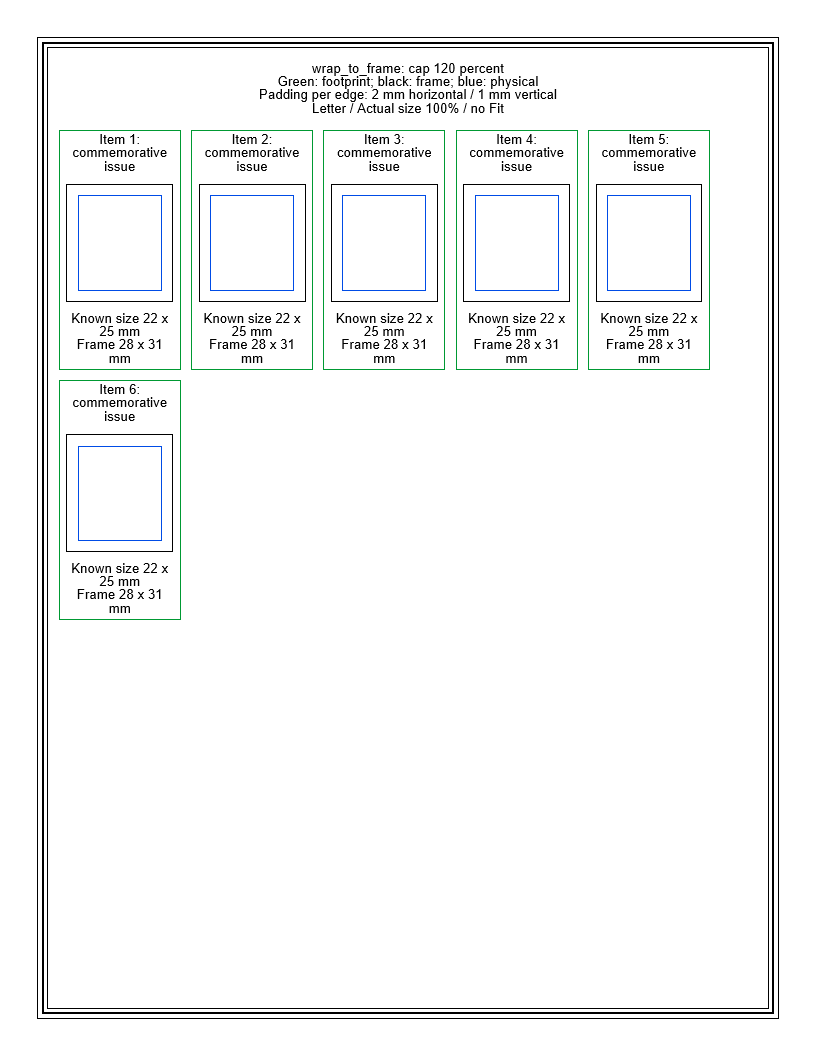 wrap_to_frame: cap 120 percent
Green: footprint; black: frame; blue: physical
Padding per edge: 2 mm horizontal / 1 mm vertical
Letter / Actual size 100% / no Fit
Item 1:
commemorative
issue
Known size 22 x
25 mm
Frame 28 x 31
mm
Item 2:
commemorative
issue
Known size 22 x
25 mm
Frame 28 x 31
mm
Item 3:
commemorative
issue
Known size 22 x
25 mm
Frame 28 x 31
mm
Item 4:
commemorative
issue
Known size 22 x
25 mm
Frame 28 x 31
mm
Item 5:
commemorative
issue
Known size 22 x
25 mm
Frame 28 x 31
mm
Item 6:
commemorative
issue
Known size 22 x
25 mm
Frame 28 x 31
mm